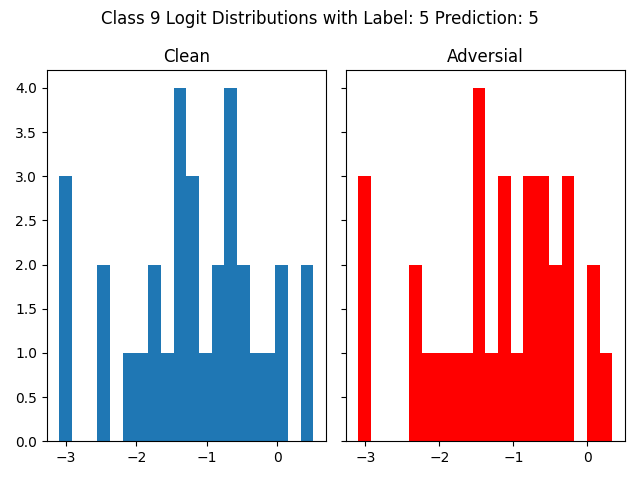 Class 9 Logit Distributions with Label: 5 Prediction: 5
Clean
Adversial
4.0
3.5
3.0
2.5
2.0
1.5
1.0
0.5
0.0
−3 −2 −1 0
−3 −2 −1 0